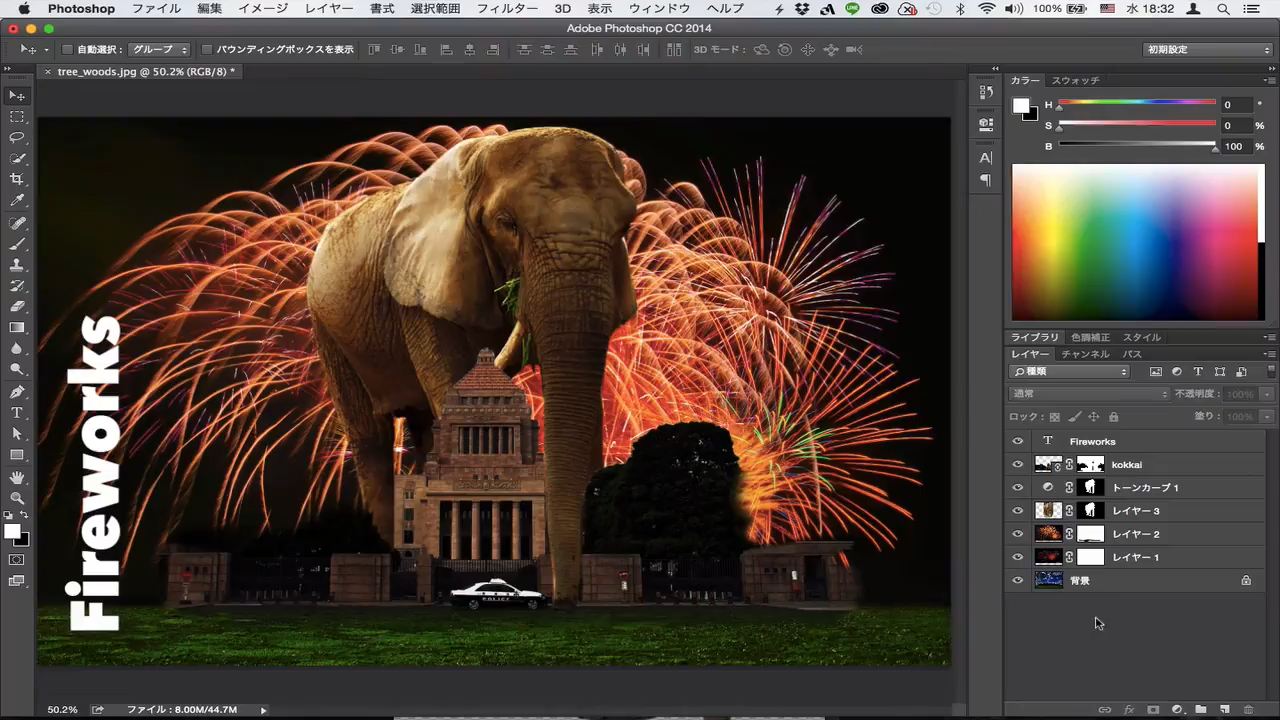 Photoshop ファイル 編集 イメージ レイヤー 書式 選択範囲 フィルター 3D 表示 ウィンドウ ヘルプ 100% 水 18:32
Adobe Photoshop CC 2014
自動選択： グループ バウンディングボックスを表示 3D モード： 初期設定
× tree_woods.jpg @ 50.2% (RGB/8) *
カラー スウォッチ
H 0 °
S 0 %
B 100 %
ライブラリ 色調補正 スタイル
レイヤー チャンネル パス
種類
通常 不透明度： 100%
ロック： 塗り： 100%
T Fireworks
kokkai
トーンカーブ 1
レイヤー 3
レイヤー 2
レイヤー 1
背景
Fireworks
POLICE
50.2% ファイル：8.00M/44.7M